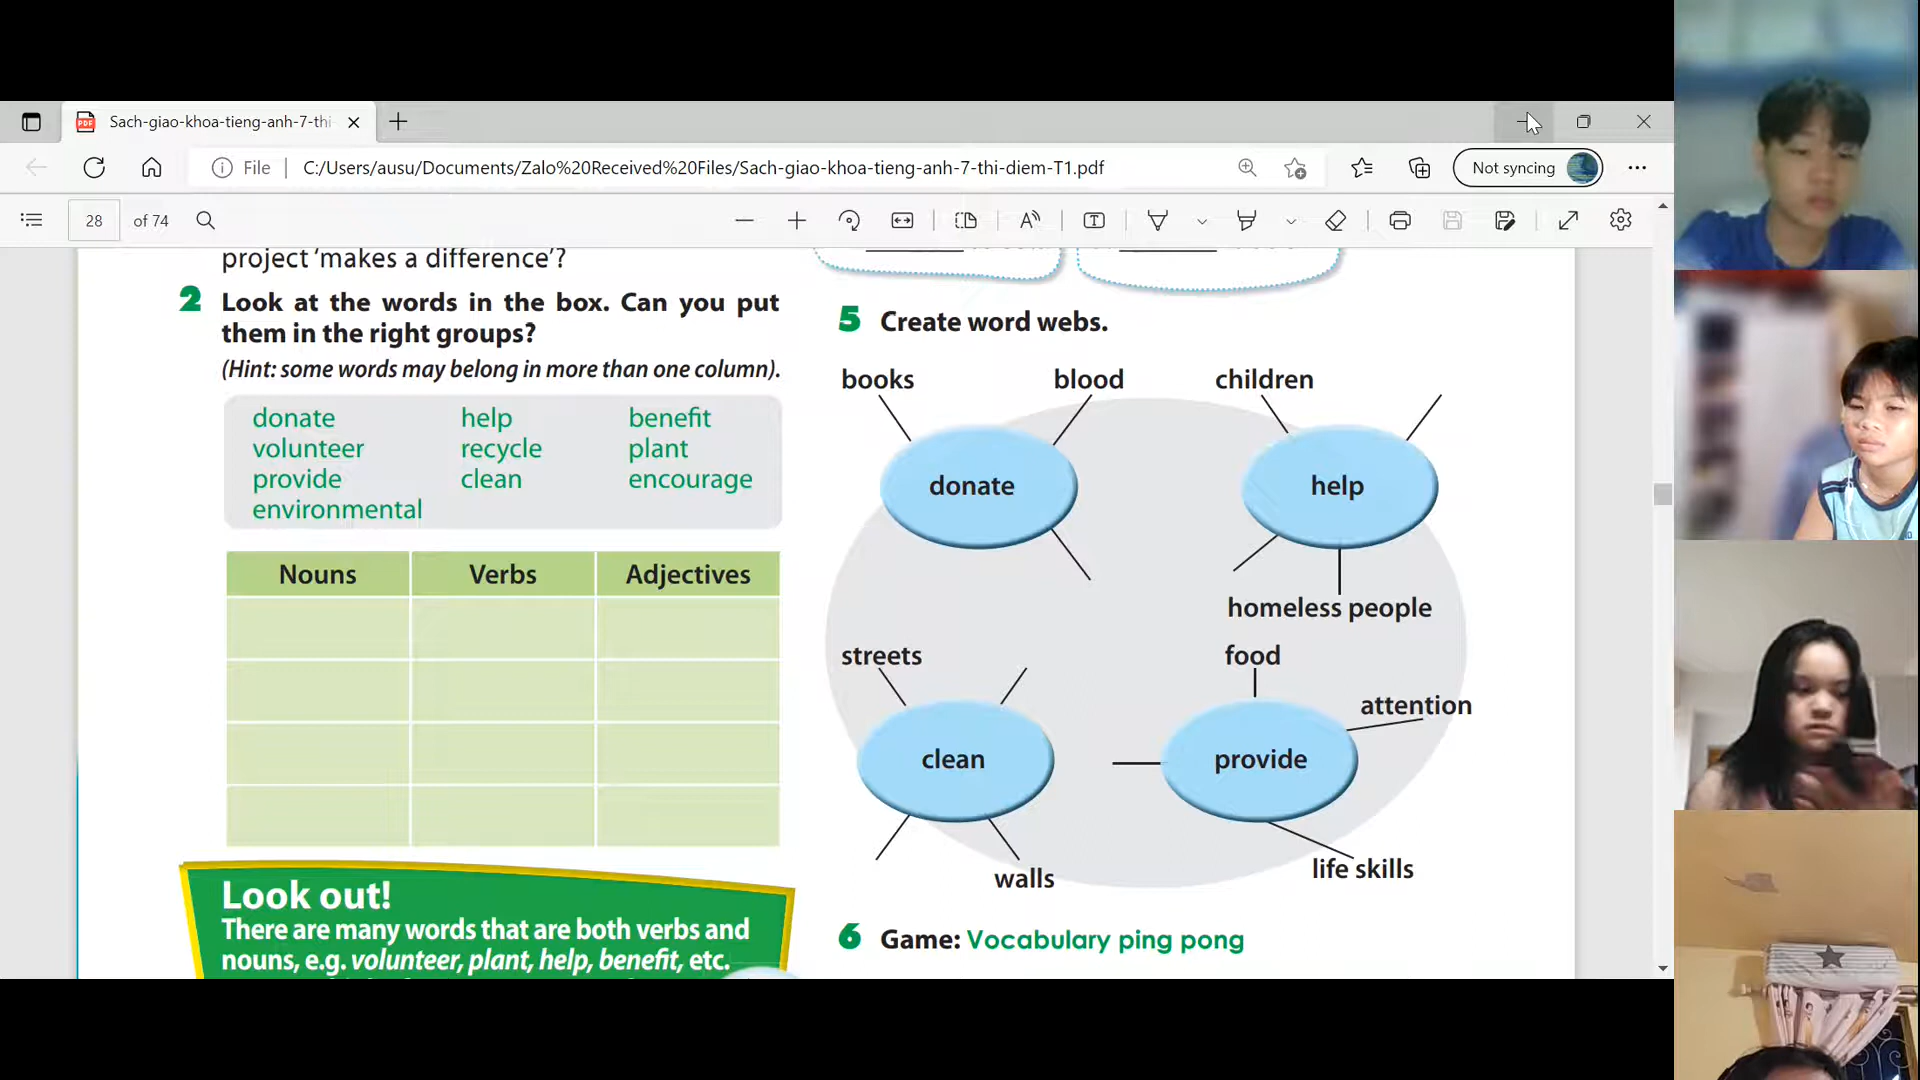 Sach-giao-khoa-tieng-anh-7-thi
File
C:/Users/ausu/Documents/Zalo%20Received%20Files/Sach-giao-khoa-tieng-anh-7-thi-diem-T1.pdf
Not syncing
28 of 74
project ‘makes a difference’?
2 Look at the words in the box. Can you put
them in the right groups?
(Hint: some words may belong in more than one column).
donate help benefit
volunteer recycle plant
provide clean encourage
environmental
Nouns Verbs Adjectives
Look out!
There are many words that are both verbs and
nouns, e.g. volunteer, plant, help, benefit, etc.
5 Create word webs.
books blood children
donate help
homeless people
streets food
attention
clean provide
life skills
walls
6 Game: Vocabulary ping pong